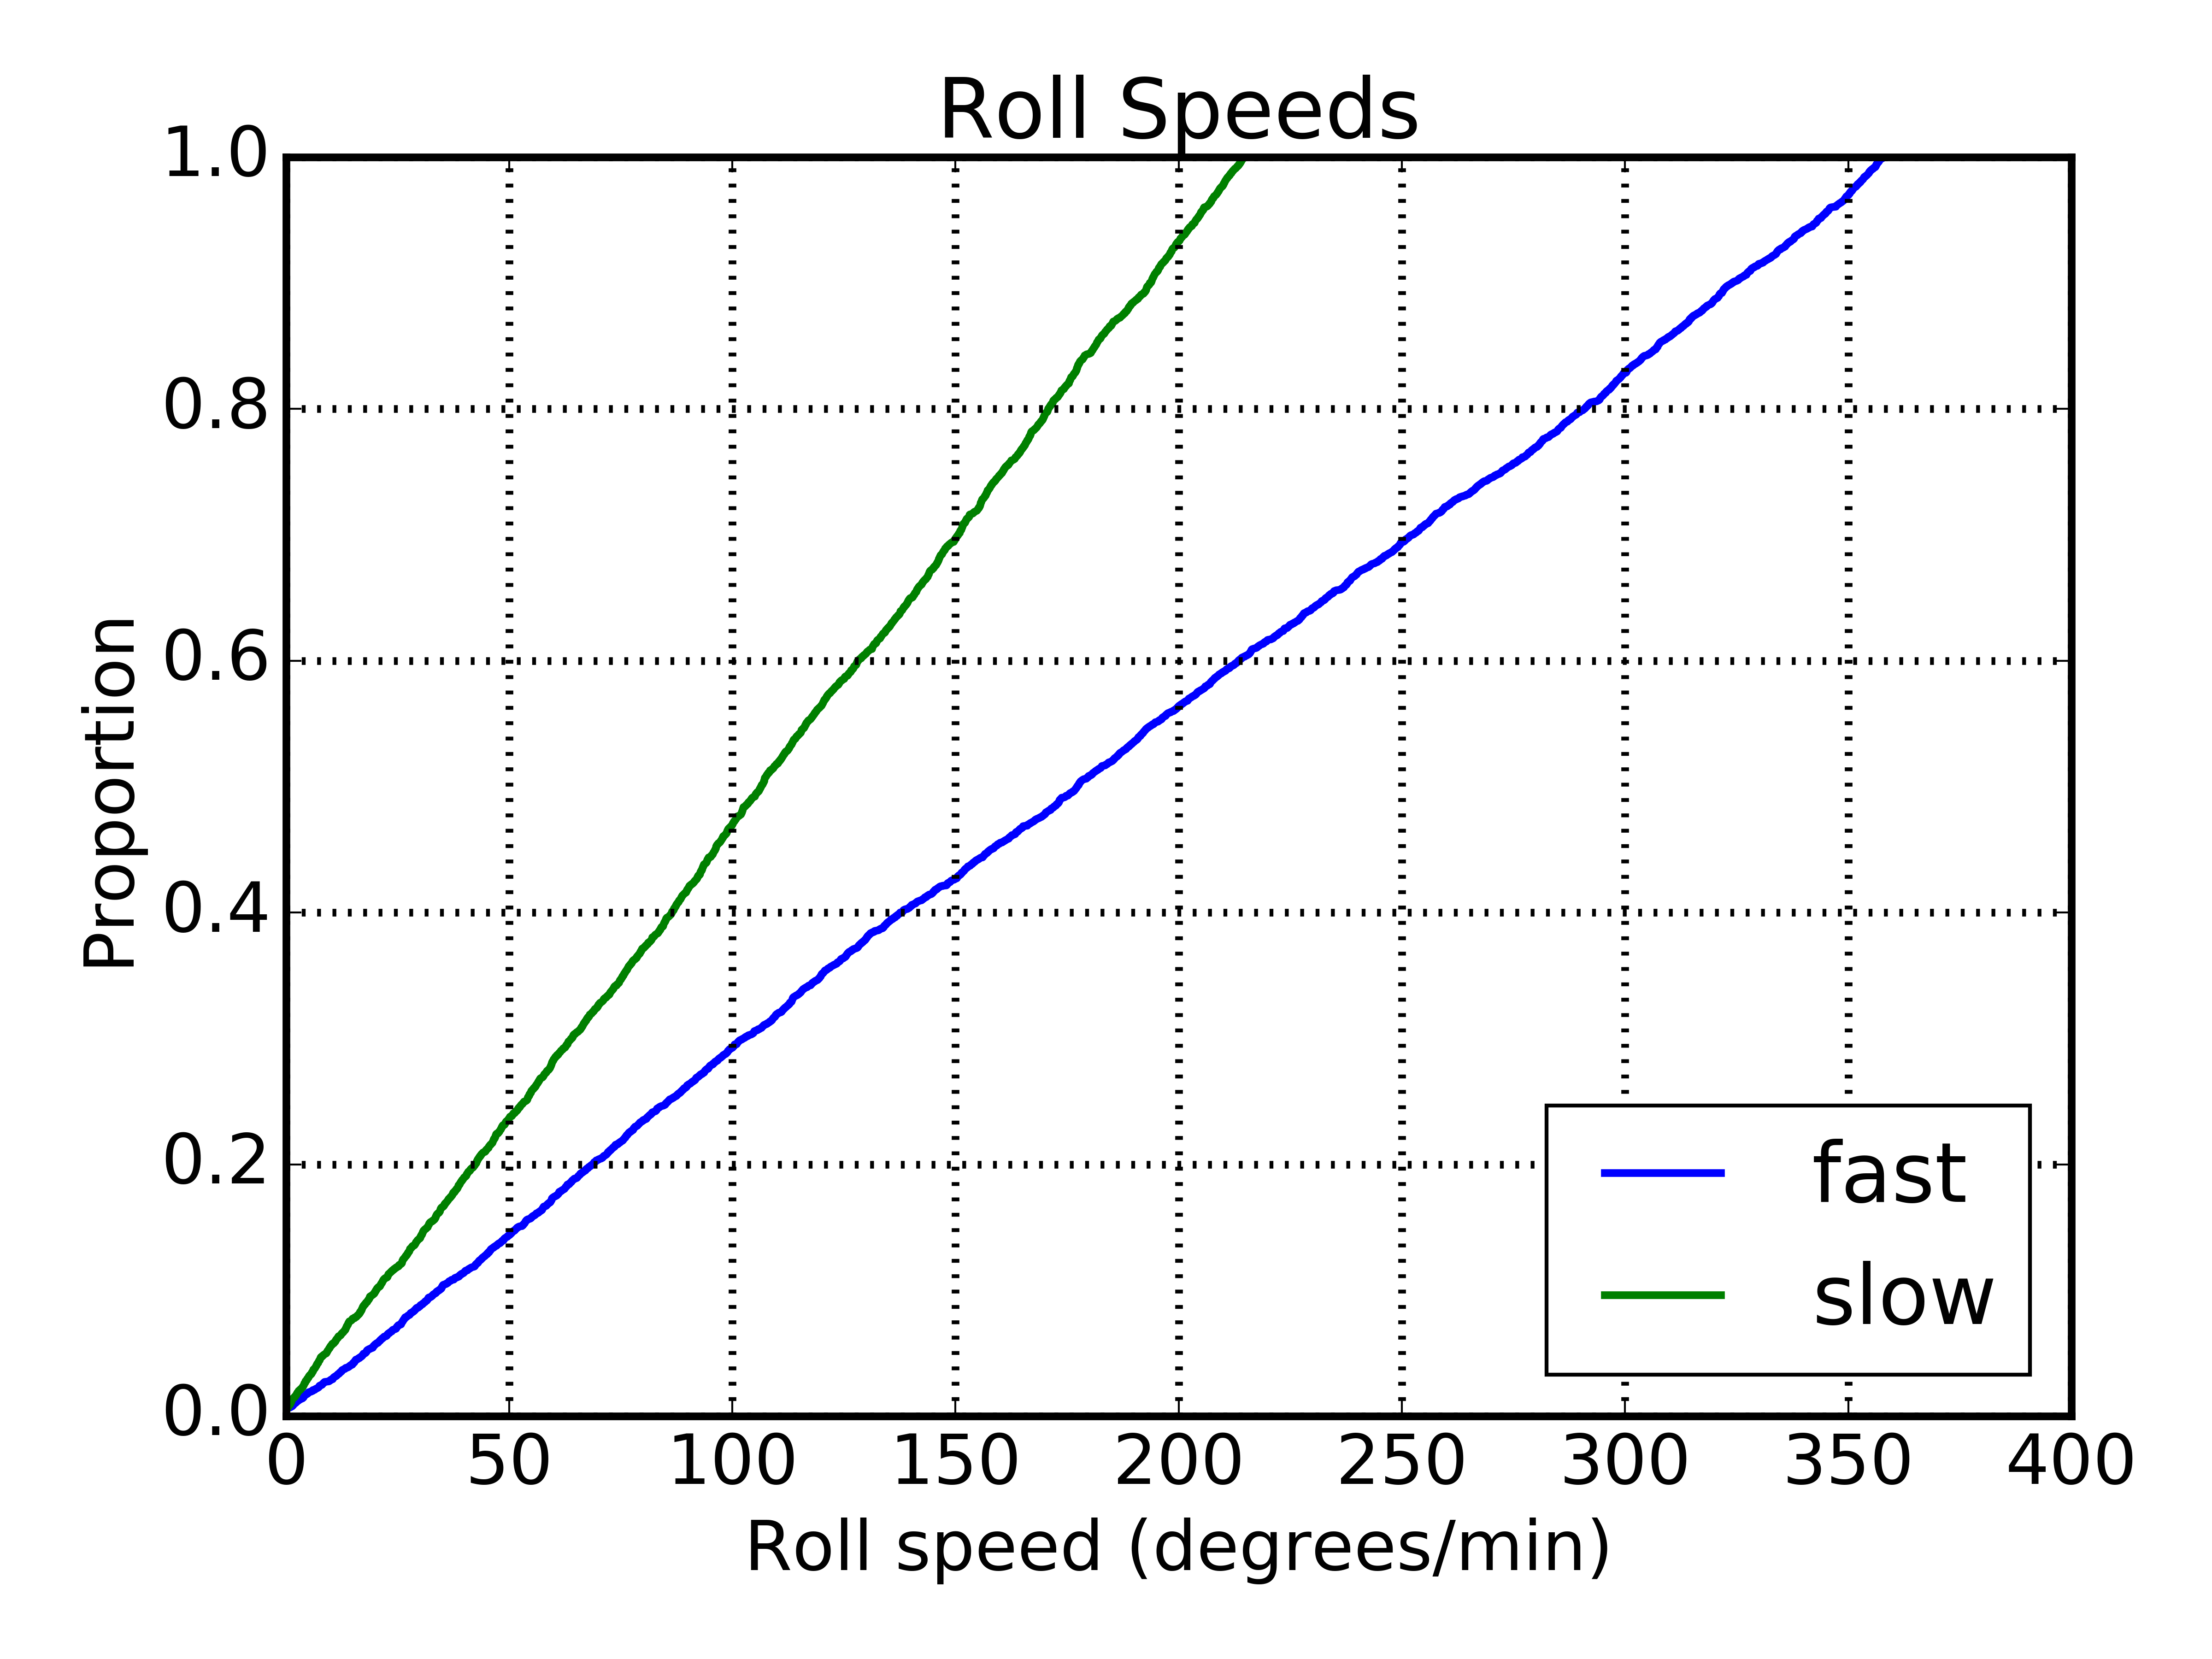 Roll Speeds
1.0
0.8
0.6
0.4
0.2
0.0
Proportion
0 50 100 150 200 250 300 350 400
Roll speed (degrees/min)
fast
slow